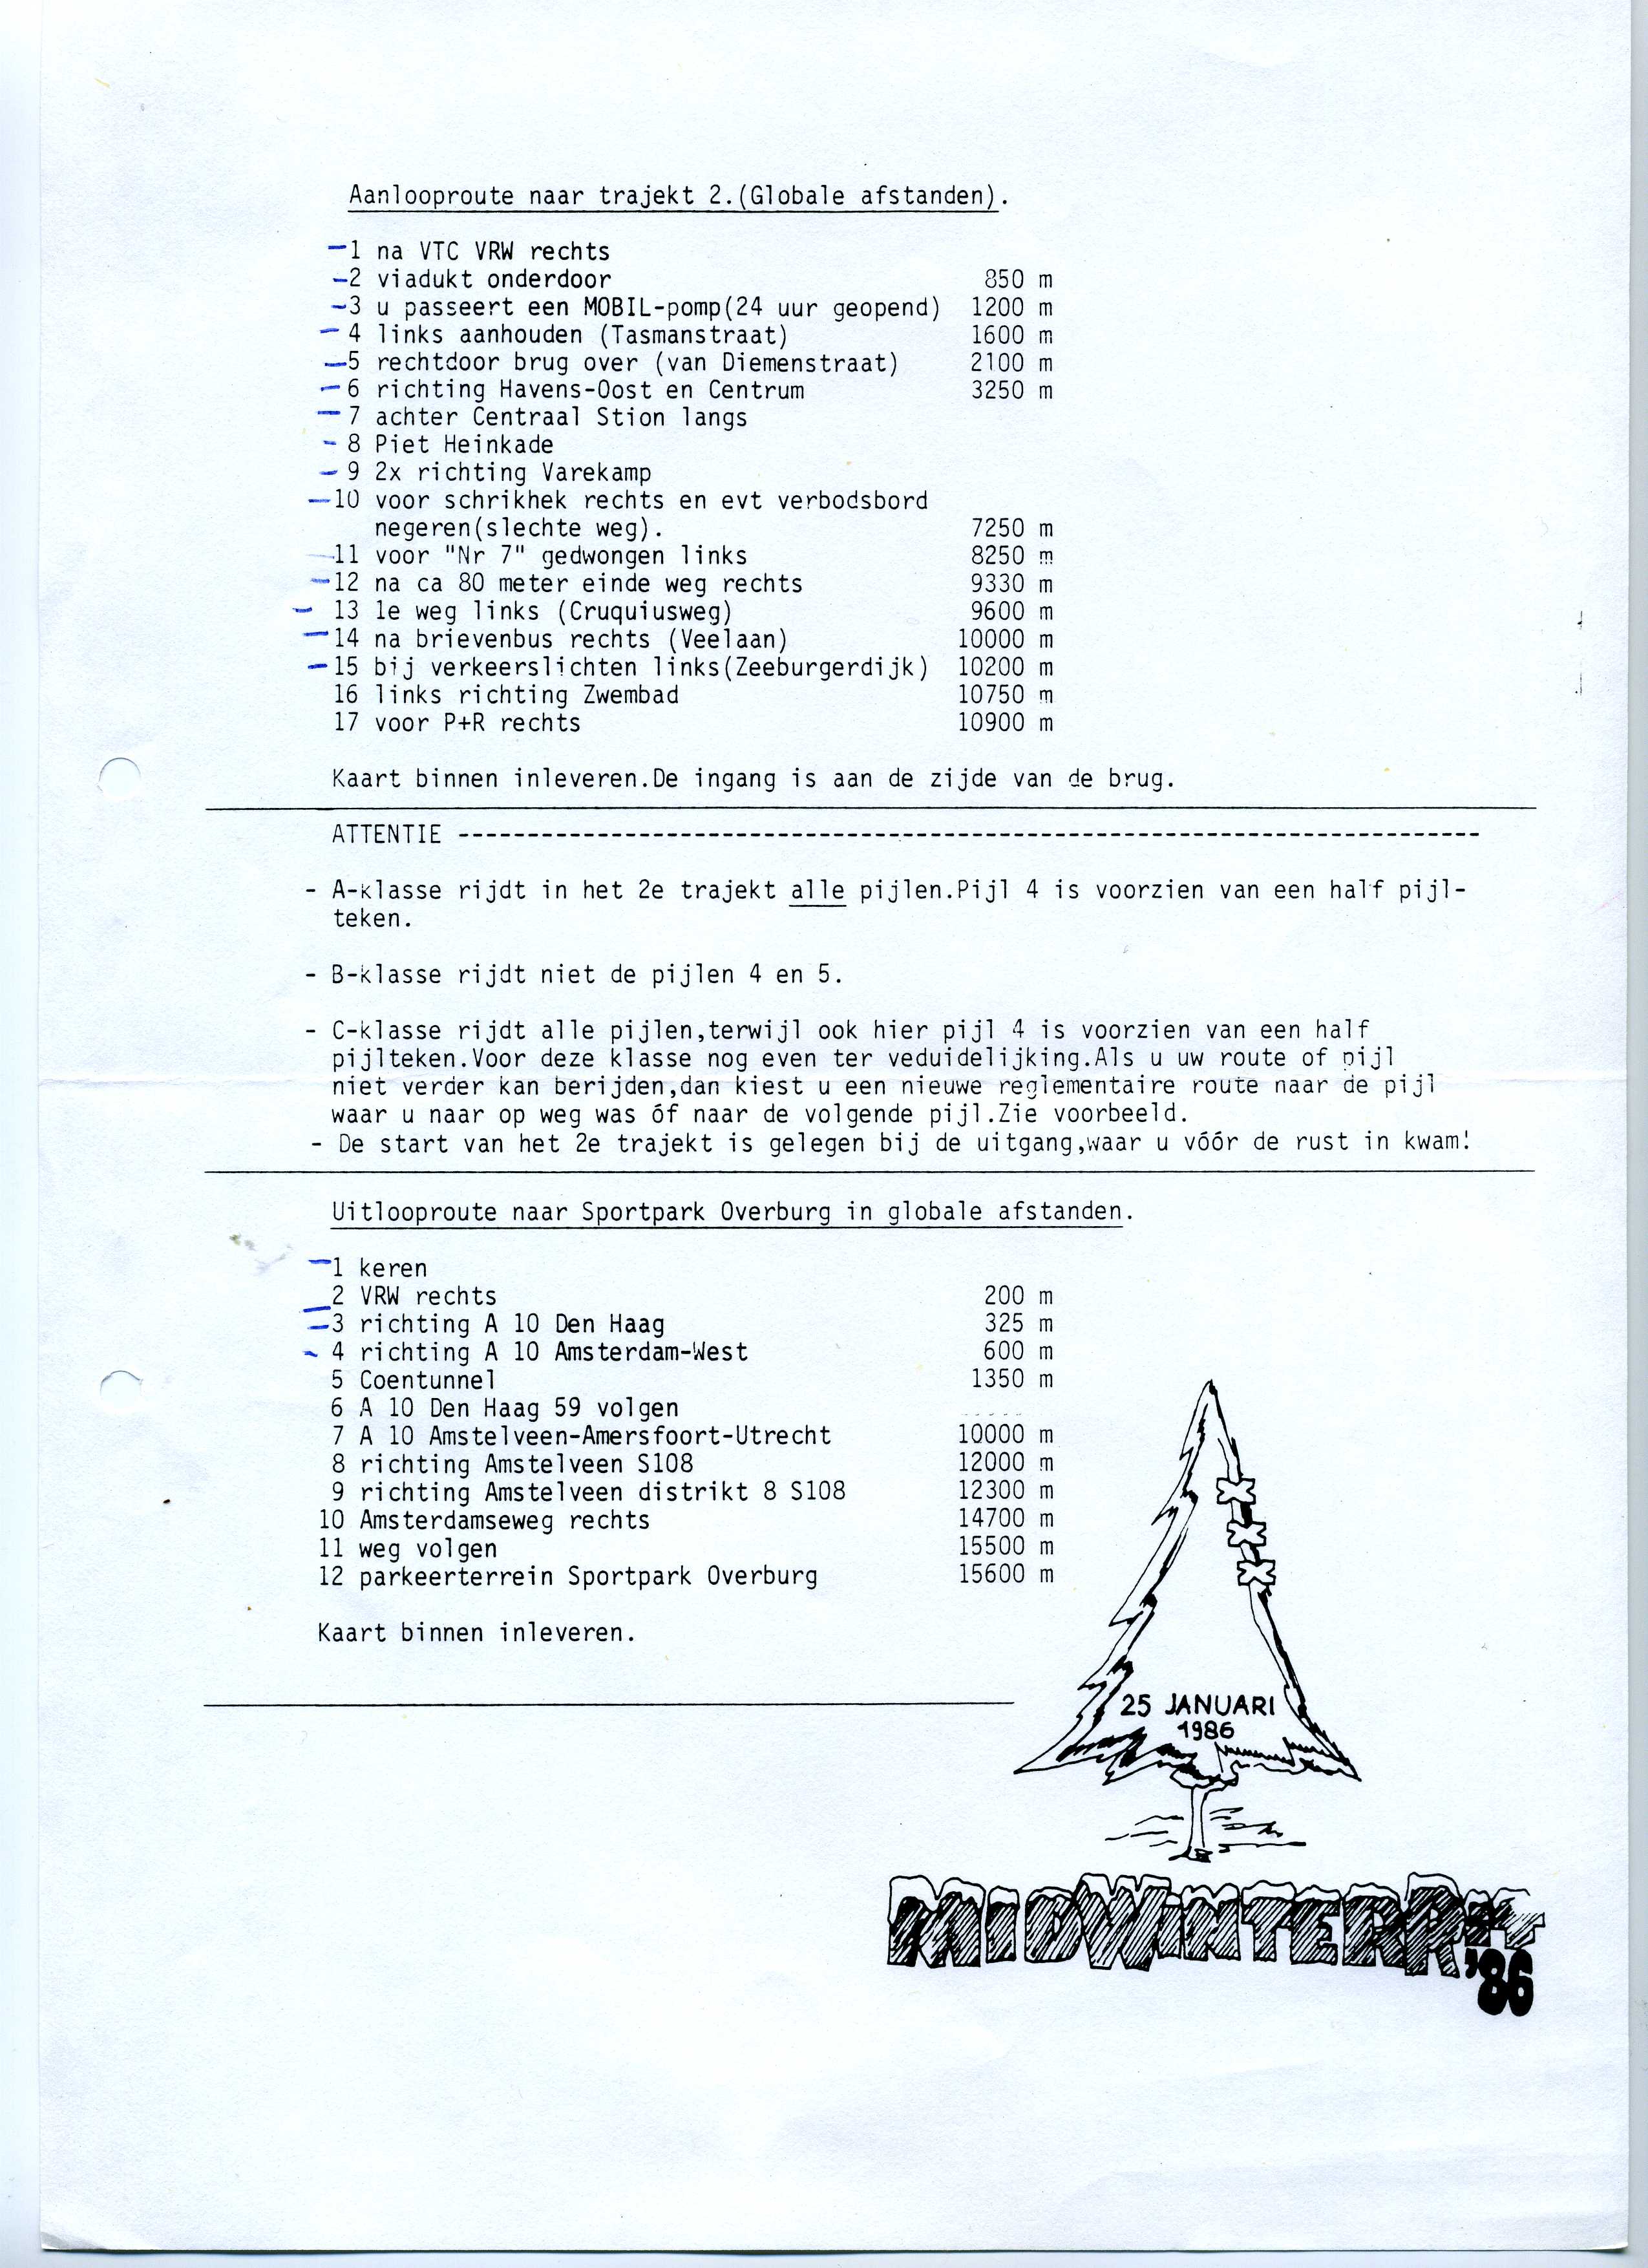 Aanlooproute naar trajekt 2.(Globale afstanden).
1 na VTC VRW rechts
2 viadukt onderdoor 850 m
3 u passeert een MOBIL-pomp(24 uur geopend) 1200 m
4 links aanhouden (Tasmanstraat) 1600 m
5 rechtdoor brug over (van Diemenstraat) 2100 m
6 richting Havens-Oost en Centrum 3250 m
7 achter Centraal Stion langs
8 Piet Heinkade
9 2x richting Varekamp
10 voor schrikhek rechts en evt verbodsbord
negeren(slechte weg). 7250 m
11 voor "Nr 7" gedwongen links 8250 m
12 na ca 80 meter einde weg rechts 9330 m
13 1e weg links (Cruquiusweg) 9600 m
14 na brievenbus rechts (Veelaan) 10000 m
15 bij verkeerslichten links(Zeeburgerdijk) 10200 m
16 links richting Zwembad 10750 m
17 voor P+R rechts 10900 m
Kaart binnen inleveren.De ingang is aan de zijde van de brug.
ATTENTIE --------------------------------------------------------------------------
- A-klasse rijdt in het 2e trajekt alle pijlen.Pijl 4 is voorzien van een half pijl-
teken.
- B-klasse rijdt niet de pijlen 4 en 5.
- C-klasse rijdt alle pijlen,terwijl ook hier pijl 4 is voorzien van een half
pijlteken.Voor deze klasse nog even ter veduidelijking.Als u uw route of pijl
niet verder kan berijden,dan kiest u een nieuwe reglementaire route naar de pijl
waar u naar op weg was óf naar de volgende pijl.Zie voorbeeld.
- De start van het 2e trajekt is gelegen bij de uitgang,waar u vóór de rust in kwam!
Uitlooproute naar Sportpark Overburg in globale afstanden.
1 keren
2 VRW rechts 200 m
3 richting A 10 Den Haag 325 m
4 richting A 10 Amsterdam-West 600 m
5 Coentunnel 1350 m
6 A 10 Den Haag 59 volgen .....
7 A 10 Amstelveen-Amersfoort-Utrecht 10000 m
8 richting Amstelveen S108 12000 m
9 richting Amstelveen distrikt 8 S108 12300 m
10 Amsterdamseweg rechts 14700 m
11 weg volgen 15500 m
12 parkeerterrein Sportpark Overburg 15600 m
Kaart binnen inleveren.
25 JANUARI
1986
MIDWINTERRIT
'86